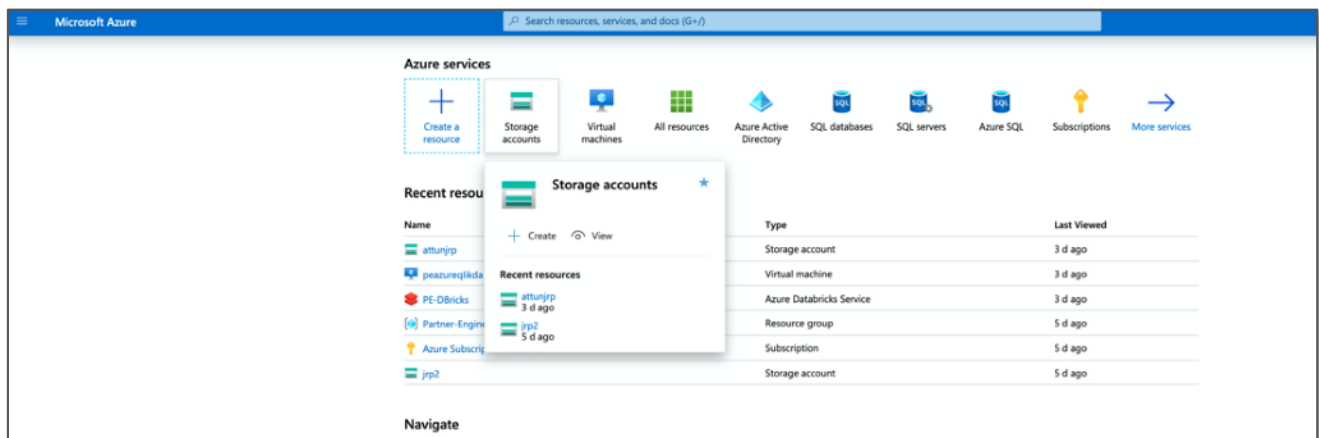 Microsoft Azure
Search resources, services, and docs (G+/)
Azure services
Create a resource
Storage accounts
Virtual machines
All resources
Azure Active Directory
SQL databases
SQL servers
Azure SQL
Subscriptions
More services
Storage accounts
Create
View
Recent resources
attunjrp
3 d ago
jrp2
5 d ago
Recent resou
Name
Type
Last Viewed
attunjrp
Storage account
3 d ago
peazureqlikda
Virtual machine
3 d ago
PE-DBricks
Azure Databricks Service
3 d ago
Partner-Engin
Resource group
5 d ago
Azure Subscrip
Subscription
5 d ago
jrp2
Storage account
5 d ago
Navigate